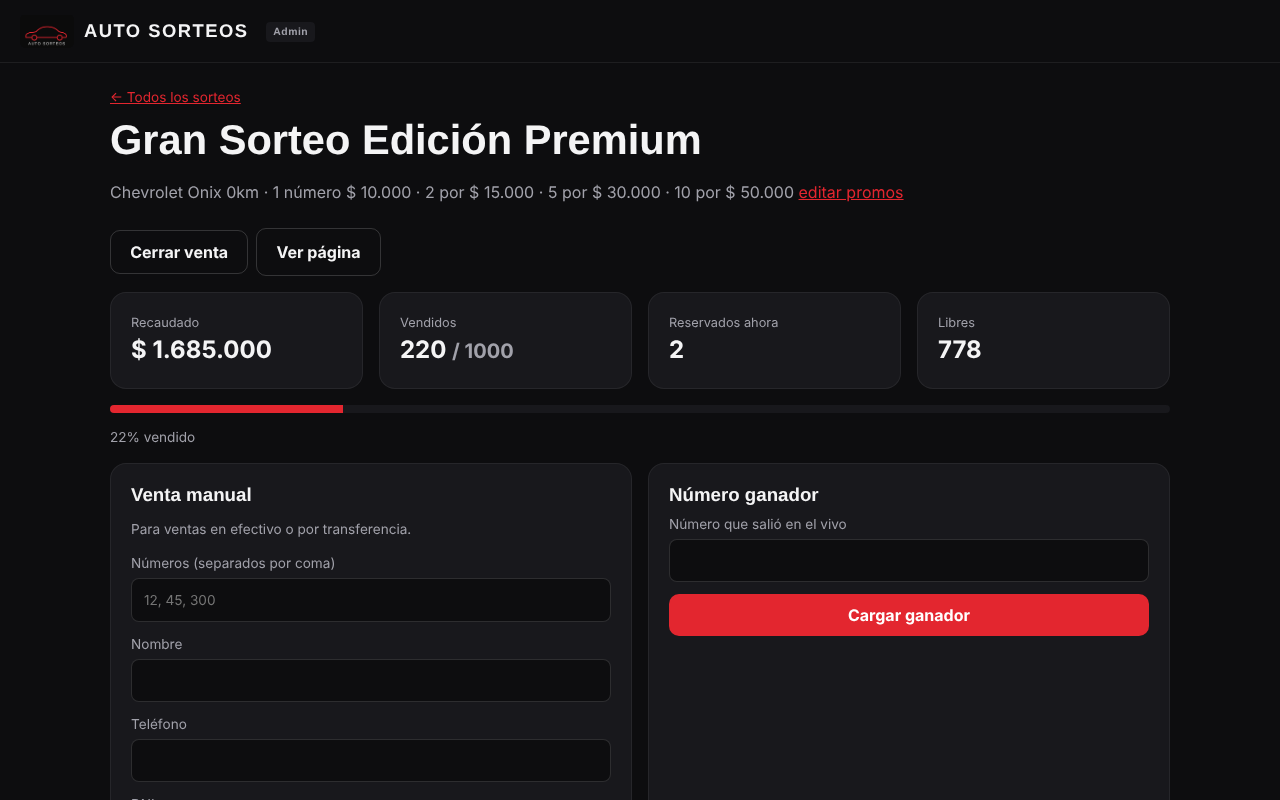 AUTO SORTEOS
AUTO SORTEOS
Admin
← Todos los sorteos
Gran Sorteo Edición Premium
Chevrolet Onix 0km · 1 número $ 10.000 · 2 por $ 15.000 · 5 por $ 30.000 · 10 por $ 50.000 editar promos
Cerrar venta
Ver página
Recaudado
$ 1.685.000
Vendidos
220 / 1000
Reservados ahora
2
Libres
778
22% vendido
Venta manual
Para ventas en efectivo o por transferencia.
Números (separados por coma)
12, 45, 300
Nombre
Teléfono
Número ganador
Número que salió en el vivo
Cargar ganador